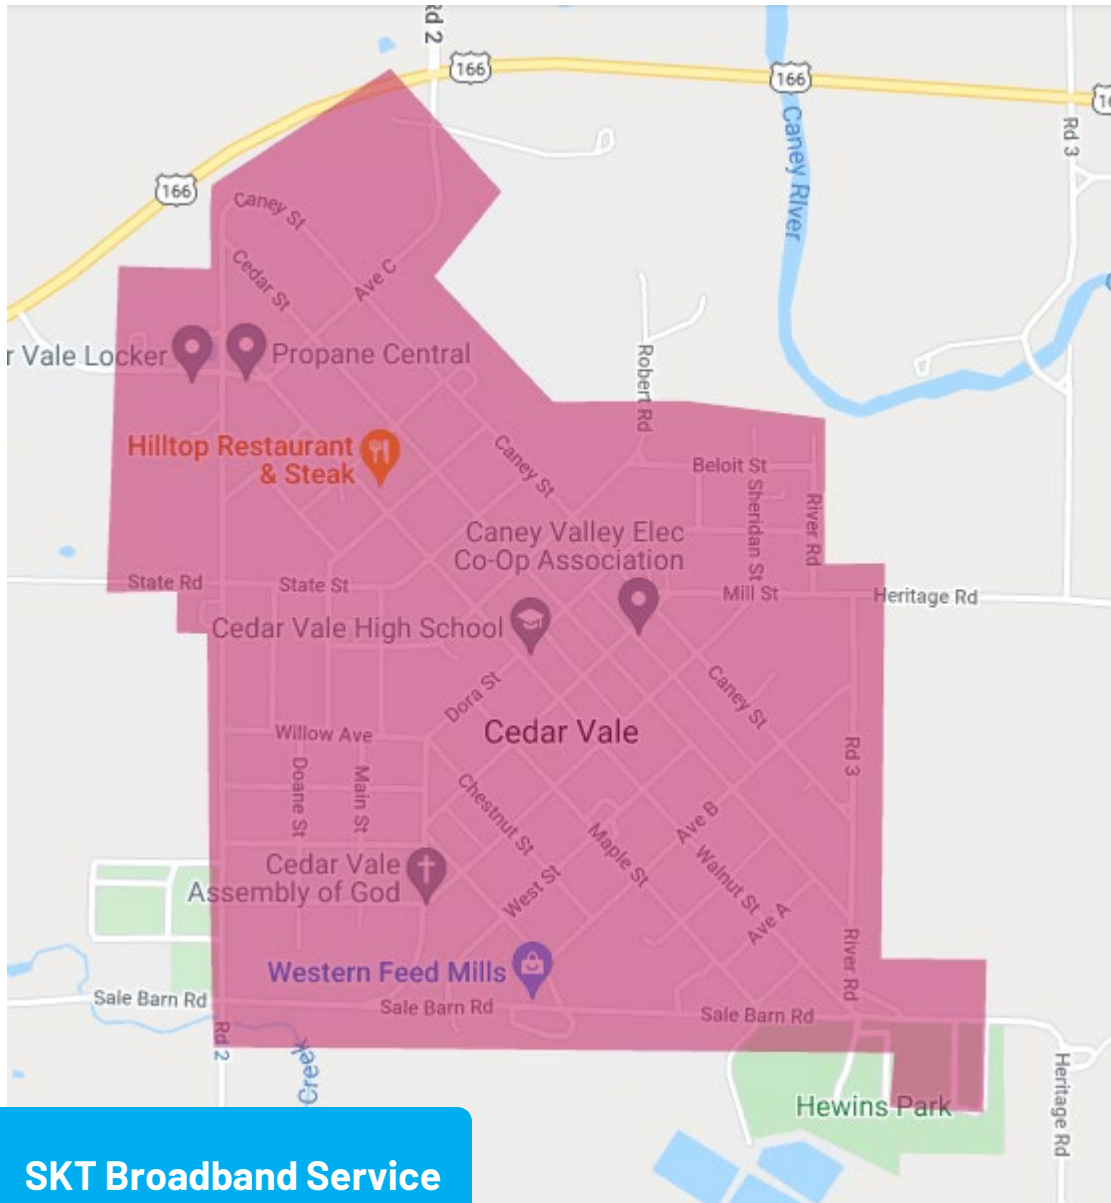 Rd 2
166
166
16
Rd 3
Caney River
166
Caney St
Cedar St
Ave C
r Vale Locker
Propane Central
Robert Rd
Hilltop Restaurant
& Steak
Caney St
Beloit St
Sheridan St
River Rd
Caney Valley Elec
Co-Op Association
State Rd
State St
Mill St
Heritage Rd
Cedar Vale High School
Dora St
Caney St
Willow Ave
Cedar Vale
Rd 3
Doane St
Main St
Chestnut St
Ave B
Maple St
Walnut St
Cedar Vale
Assembly of God
West St
Ave A
River Rd
Western Feed Mills
Sale Barn Rd
Sale Barn Rd
Sale Barn Rd
Rd 2
Creek
Heritage Rd
Hewins Park
SKT Broadband Service